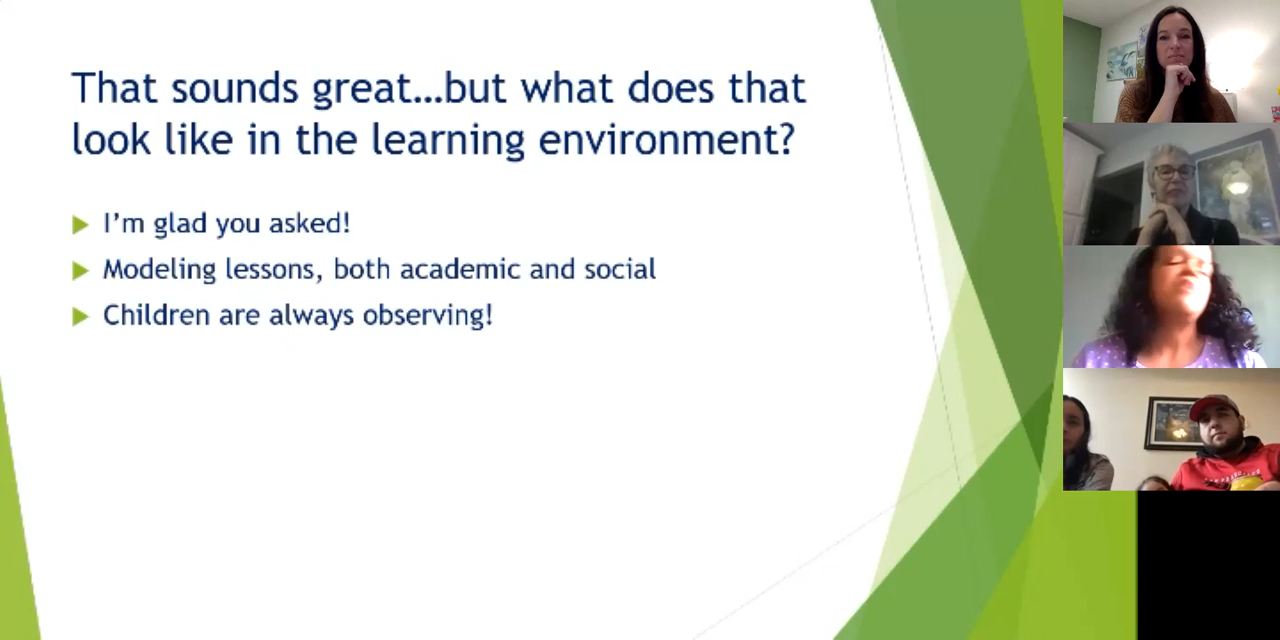 That sounds great…but what does that
look like in the learning environment?
I'm glad you asked!
Modeling lessons, both academic and social
Children are always observing!